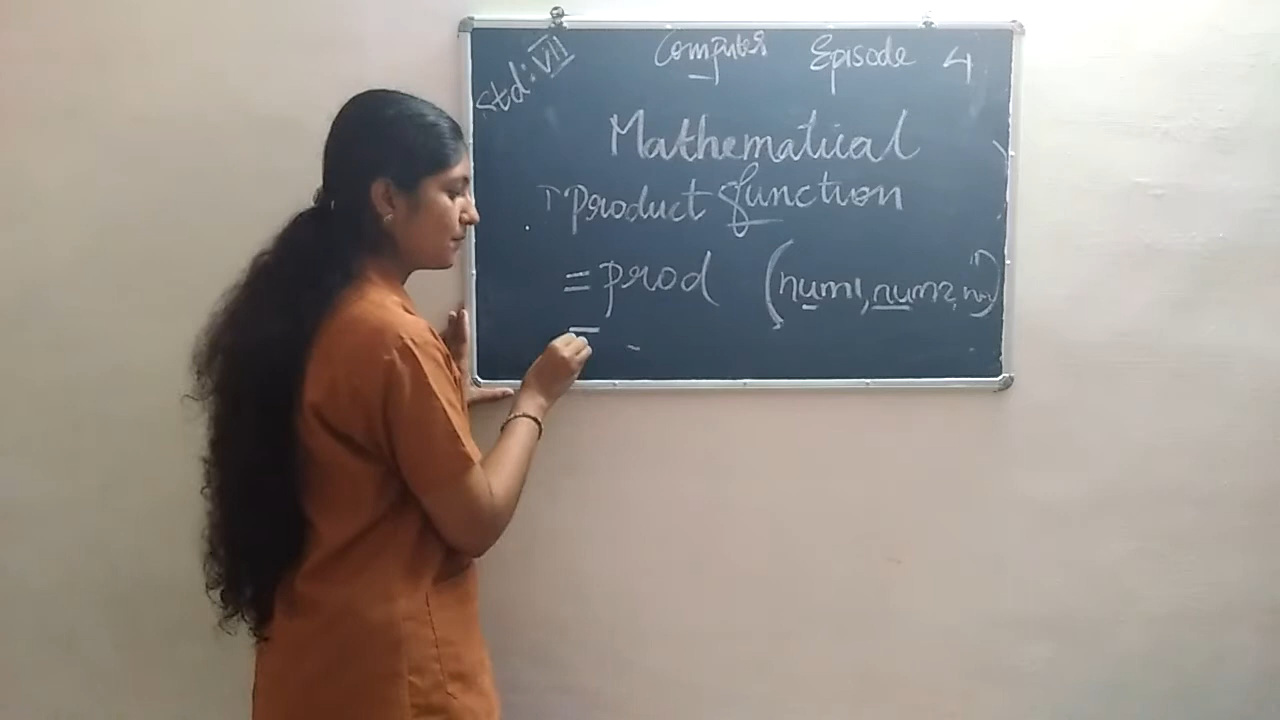 Std: VII
Computer Episode 4
Mathematical
Product function
= prod (num1, num2,
=